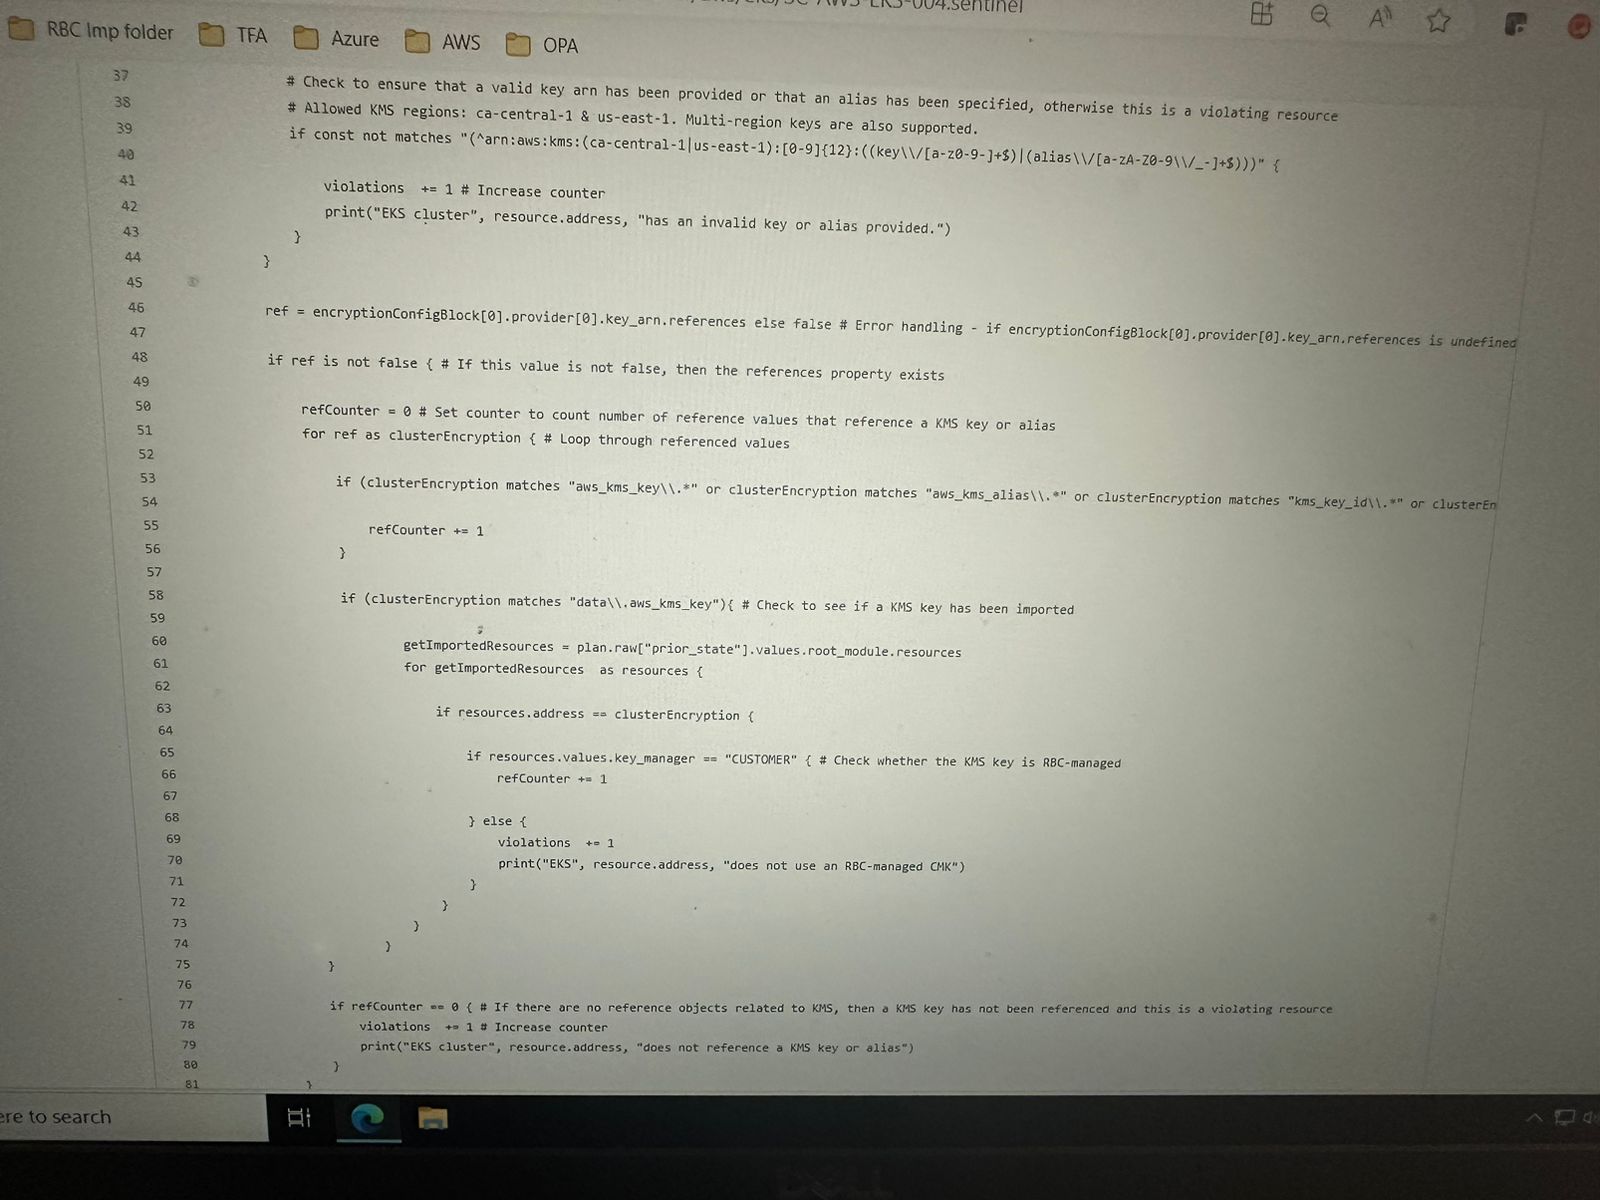 004.sentinel
RBC Imp folder TFA Azure AWS OPA
37 # Check to ensure that a valid key arn has been provided or that an alias has been specified, otherwise this is a violating resource
38 # Allowed KMS regions: ca-central-1 & us-east-1. Multi-region keys are also supported.
39 if const not matches "(^arn:aws:kms:(ca-central-1|us-east-1):[0-9]{12}:((key\\/[a-z0-9-]+$)|(alias\\/[a-zA-Z0-9\\/_-]+$)))" {
40
41 violations += 1 # Increase counter
42 print("EKS cluster", resource.address, "has an invalid key or alias provided.")
43 }
44 }
45
46 ref = encryptionConfigBlock[0].provider[0].key_arn.references else false # Error handling - if encryptionConfigBlock[0].provider[0].key_arn.references is undefined
47
48 if ref is not false { # If this value is not false, then the references property exists
49
50 refCounter = 0 # Set counter to count number of reference values that reference a KMS key or alias
51 for ref as clusterEncryption { # Loop through referenced values
52
53 if (clusterEncryption matches "aws_kms_key\\.*" or clusterEncryption matches "aws_kms_alias\\.*" or clusterEncryption matches "kms_key_id\\.*" or clusterEn
54
55 refCounter += 1
56 }
57
58 if (clusterEncryption matches "data\\.aws_kms_key"){ # Check to see if a KMS key has been imported
59
60 getImportedResources = plan.raw["prior_state"].values.root_module.resources
61 for getImportedResources as resources {
62
63 if resources.address == clusterEncryption {
64
65 if resources.values.key_manager == "CUSTOMER" { # Check whether the KMS key is RBC-managed
66 refCounter += 1
67
68 } else {
69 violations += 1
70 print("EKS", resource.address, "does not use an RBC-managed CMK")
71 }
72 }
73 }
74 }
75 }
76
77 if refCounter == 0 { # If there are no reference objects related to KMS, then a KMS key has not been referenced and this is a violating resource
78 violations += 1 # Increase counter
79 print("EKS cluster", resource.address, "does not reference a KMS key or alias")
80 }
81 }
ere to search